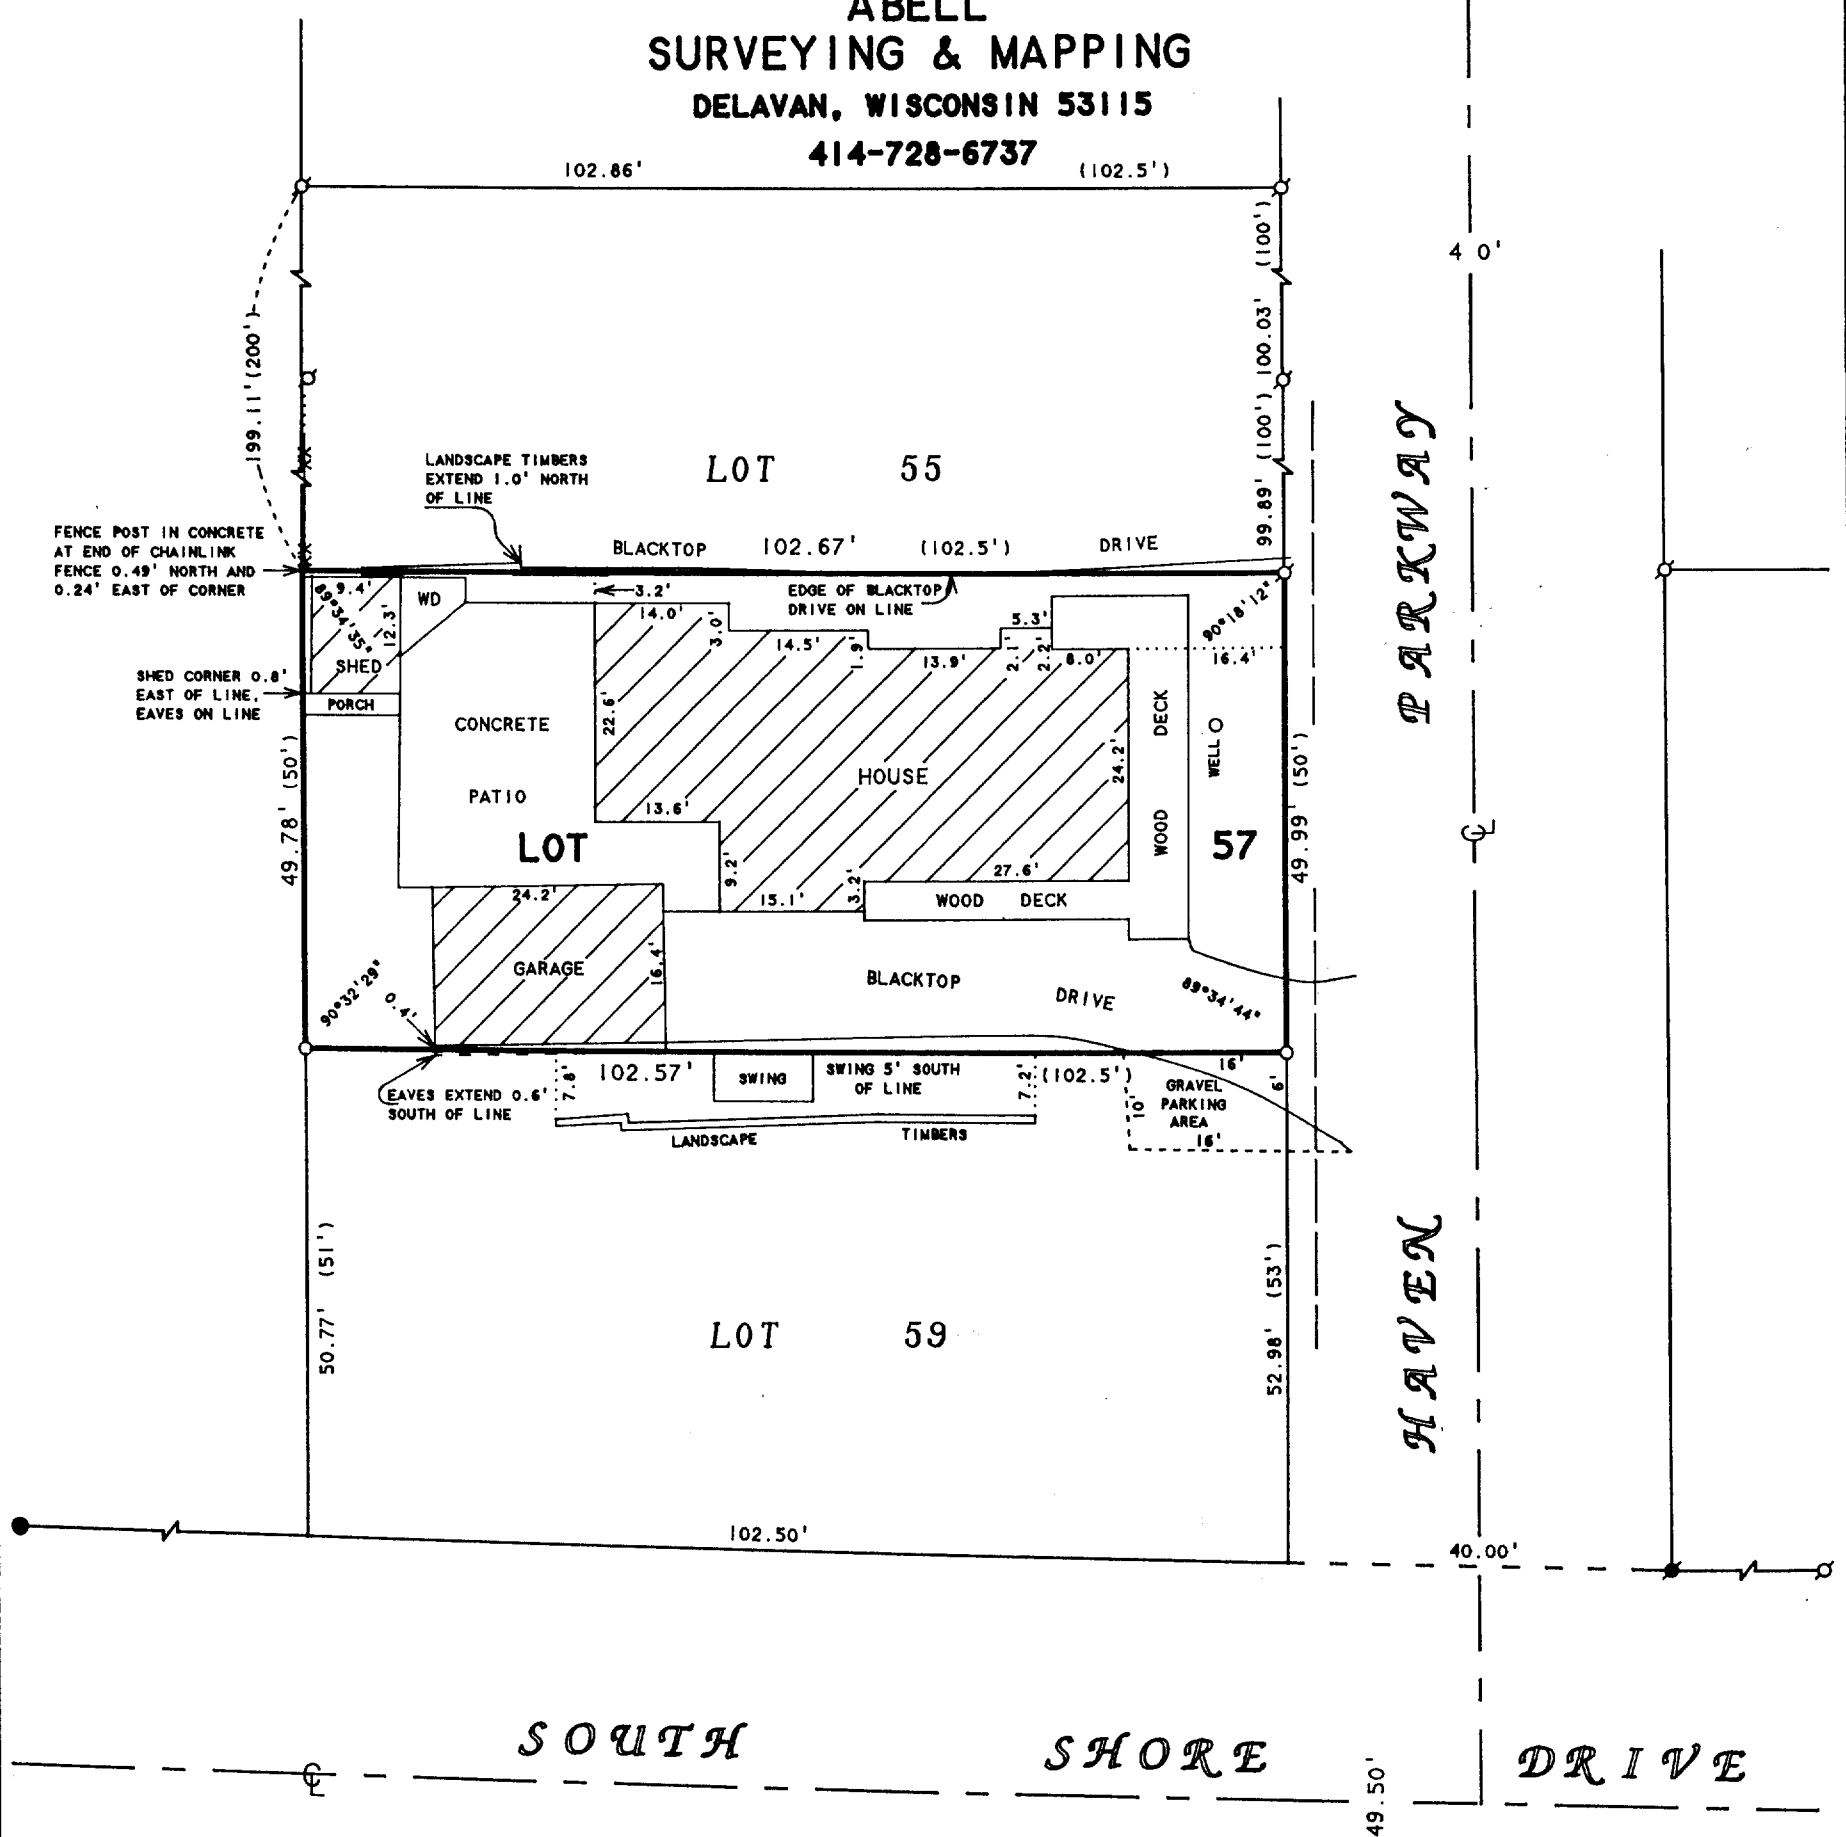 ABELL
SURVEYING & MAPPING
DELAVAN, WISCONSIN 53115
414-728-6737
102.86'
(102.5')
(100')
40'
199.11' (200')
100.03'
(100')
99.89'
LANDSCAPE TIMBERS
EXTEND 1.0' NORTH
OF LINE
LOT 55
FENCE POST IN CONCRETE
AT END OF CHAINLINK
FENCE 0.49' NORTH AND
0.24' EAST OF CORNER
BLACKTOP 102.67' (102.5') DRIVE
PARKWAY
9.4'
WD
3.2'
EDGE OF BLACKTOP
DRIVE ON LINE
89°34'35"
12.3'
14.0'
3.0'
14.5'
1.9'
13.9'
5.3'
2.1'
2.2'
8.0'
90°18'12"
16.4'
SHED
SHED CORNER 0.8'
EAST OF LINE,
EAVES ON LINE
PORCH
CONCRETE
PATIO
22.6'
HOUSE
24.2'
WOOD DECK
WELL
49.78' (50')
49.99' (50')
13.6'
LOT 57
℄
9.2'
15.1'
3.2'
27.6'
WOOD DECK
24.2'
GARAGE
16.4'
BLACKTOP
DRIVE
90°32'29"
0.4'
89°34'44"
EAVES EXTEND 0.6'
SOUTH OF LINE
7.8'
102.57'
SWING
SWING 5' SOUTH
OF LINE
7.2'
(102.5')
16'
6'
GRAVEL
PARKING
AREA
10'
16'
LANDSCAPE TIMBERS
50.77' (51')
LOT 59
52.98' (53')
HAVEN
102.50'
40.00'
SOUTH SHORE DRIVE
℄
49.50'